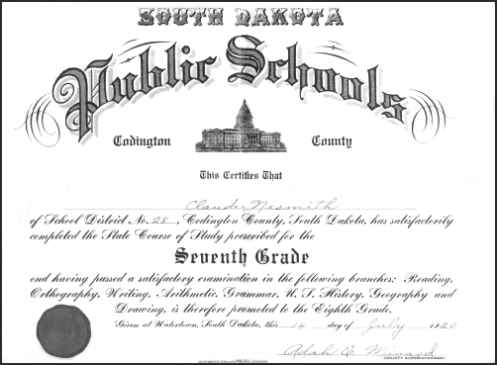 SOUTH DAKOTA
Public Schools
Codington County
This Certifies That
Claude Nesmith
of School District No. 28, Codington County, South Dakota, has satisfactorily
completed the State Course of Study prescribed for the
Seventh Grade
and having passed a satisfactory examination in the following branches: Reading,
Orthography, Writing, Arithmetic, Grammar, U. S. History, Geography and
Drawing, is therefore promoted to the Eighth Grade.
Given at Watertown, South Dakota, this 14 day of July 1920
COUNTY SUPERINTENDENT